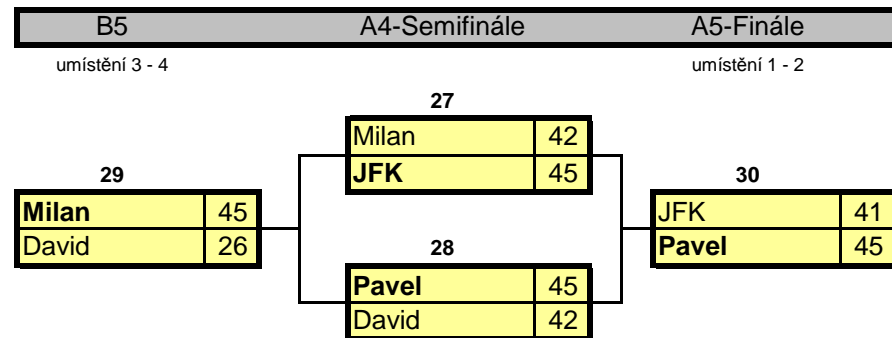 B5 A4-Semifinále A5-Finále
umístění 3 - 4 umístění 1 - 2
27
Milan 42
JFK 45
29
Milan 45
David 26
28
Pavel 45
David 42
30
JFK 41
Pavel 45